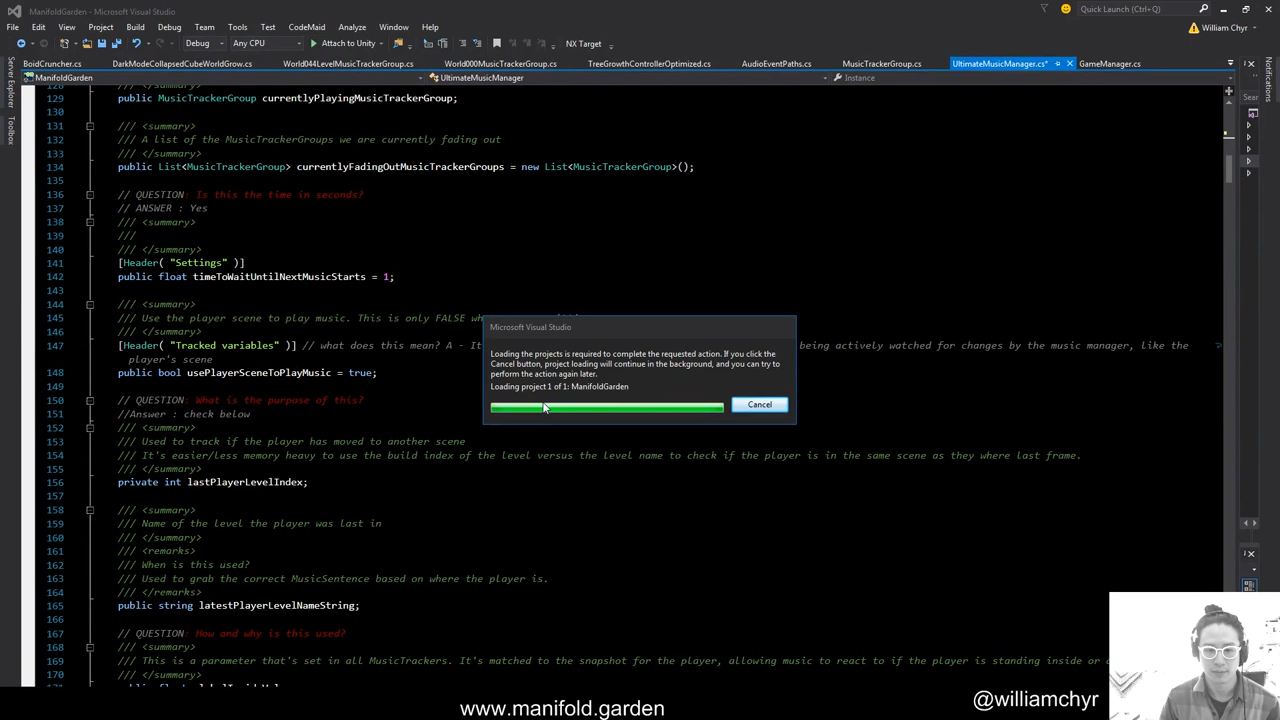 ManifoldGarden - Microsoft Visual Studio
Quick Launch (Ctrl+Q)
File Edit View Project Build Debug Team Tools Test CodeMaid Analyze Window Help
William Chyr
Debug Any CPU Attach to Unity NX Target
BoidCruncher.cs DarkModeCollapsedCubeWorldGrow.cs World044LevelMusicTrackerGroup.cs World000MusicTrackerGroup.cs TreeGrowthControllerOptimized.cs AudioEventPaths.cs MusicTrackerGroup.cs UltimateMusicManager.cs* GameManager.cs
ManifoldGarden UltimateMusicManager Instance
Server Explorer
Toolbox
Notifications
Sear
129 public MusicTrackerGroup currentlyPlayingMusicTrackerGroup;
130
131 /// <summary>
132 /// A list of the MusicTrackerGroups we are currently fading out
133 /// </summary>
134 public List<MusicTrackerGroup> currentlyFadingOutMusicTrackerGroups = new List<MusicTrackerGroup>();
135
136 // QUESTION: Is this the time in seconds?
137 // ANSWER : Yes
138 /// <summary>
139 ///
140 /// </summary>
141 [Header( "Settings" )]
142 public float timeToWaitUntilNextMusicStarts = 1;
143
144 /// <summary>
145 /// Use the player scene to play music. This is only FALSE
146 /// </summary>
147 [Header( "Tracked variables" )] // what does this mean? A - being actively watched for changes by the music manager, like the
player's scene
148 public bool usePlayerSceneToPlayMusic = true;
149
150 // QUESTION: What is the purpose of this?
151 //Answer : check below
152 /// <summary>
153 /// Used to track if the player has moved to another scene
154 /// It's easier/less memory heavy to use the build index of the level versus the level name to check if the player is in the same scene as they where last frame.
155 /// </summary>
156 private int lastPlayerLevelIndex;
157
158 /// <summary>
159 /// Name of the level the player was last in
160 /// </summary>
161 /// <remarks>
162 /// When is this used?
163 /// Used to grab the correct MusicSentence based on where the player is.
164 /// </remarks>
165 public string latestPlayerLevelNameString;
166
167 // QUESTION: How and why is this used?
168 /// <summary>
169 /// This is a parameter that's set in all MusicTrackers. It's matched to the snapshot for the player, allowing music to react to if the player is standing inside or
170 /// </summary>
Microsoft Visual Studio
Loading the projects is required to complete the requested action. If you click the
Cancel button, project loading will continue in the background, and you can try to
perform the action again later.
Loading project 1 of 1: ManifoldGarden
Cancel
www.manifold.garden
@williamchyr